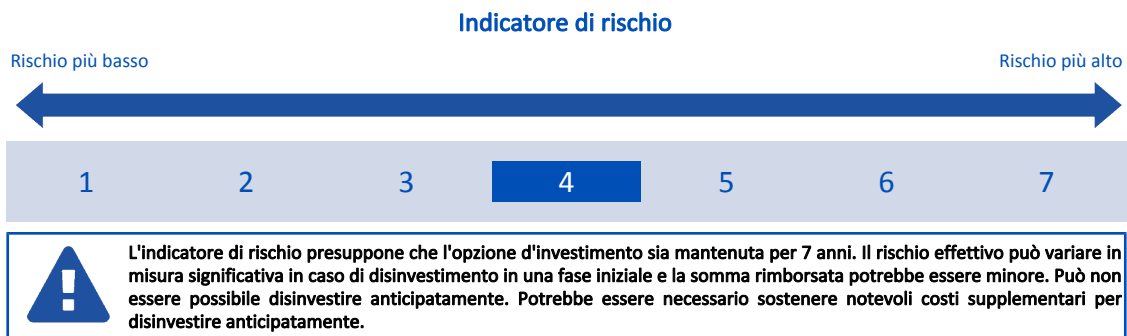 Indicatore di rischio
Rischio più basso
Rischio più alto
1 2 3 4 5 6 7
L'indicatore di rischio presuppone che l'opzione d'investimento sia mantenuta per 7 anni. Il rischio effettivo può variare in
misura significativa in caso di disinvestimento in una fase iniziale e la somma rimborsata potrebbe essere minore. Può non
essere possibile disinvestire anticipatamente. Potrebbe essere necessario sostenere notevoli costi supplementari per
disinvestire anticipatamente.